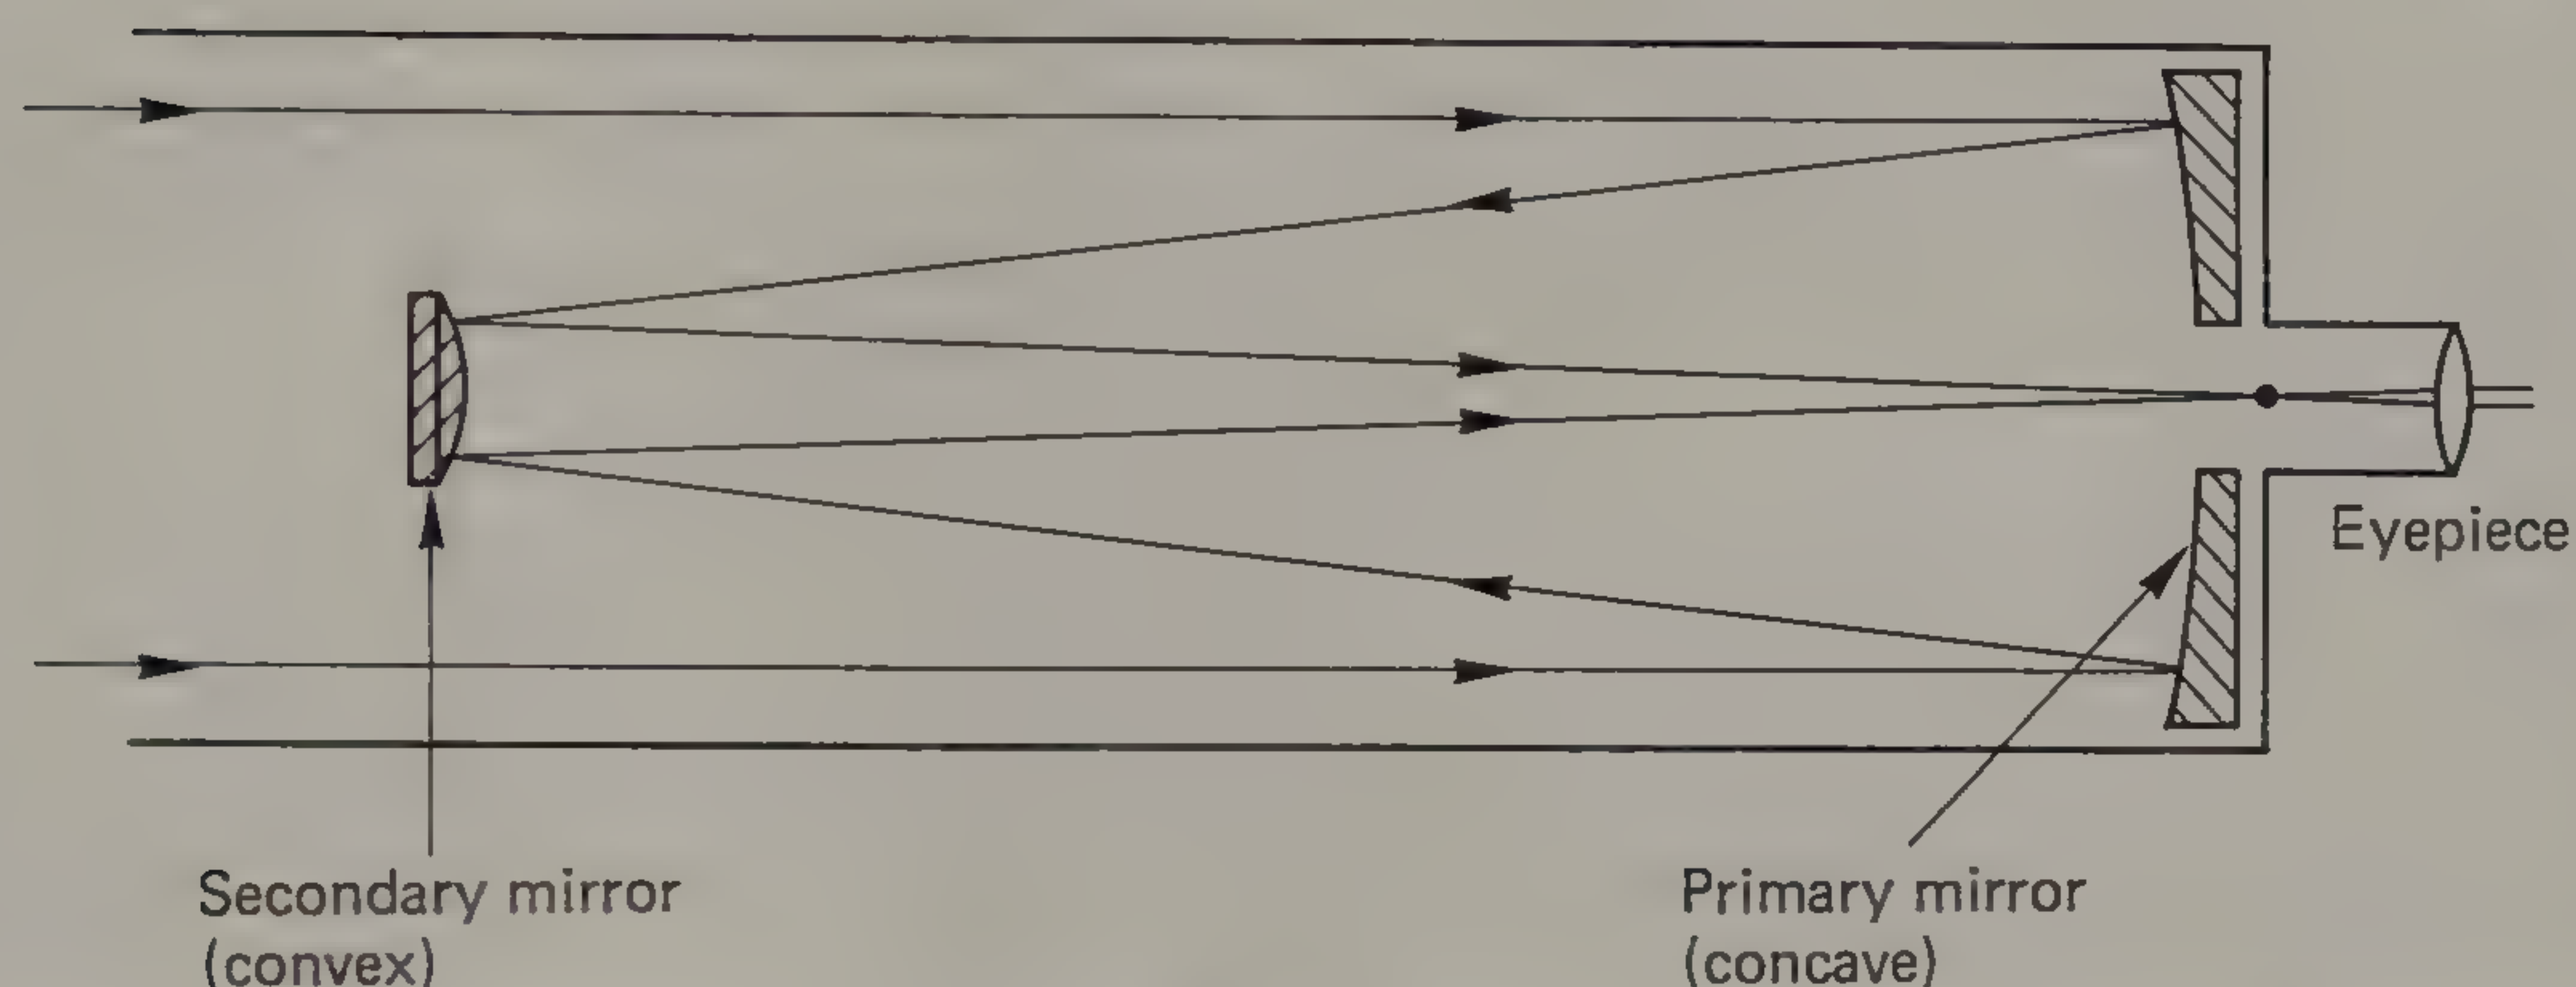 Eyepiece
Secondary mirror
(convex)
Primary mirror
(concave)